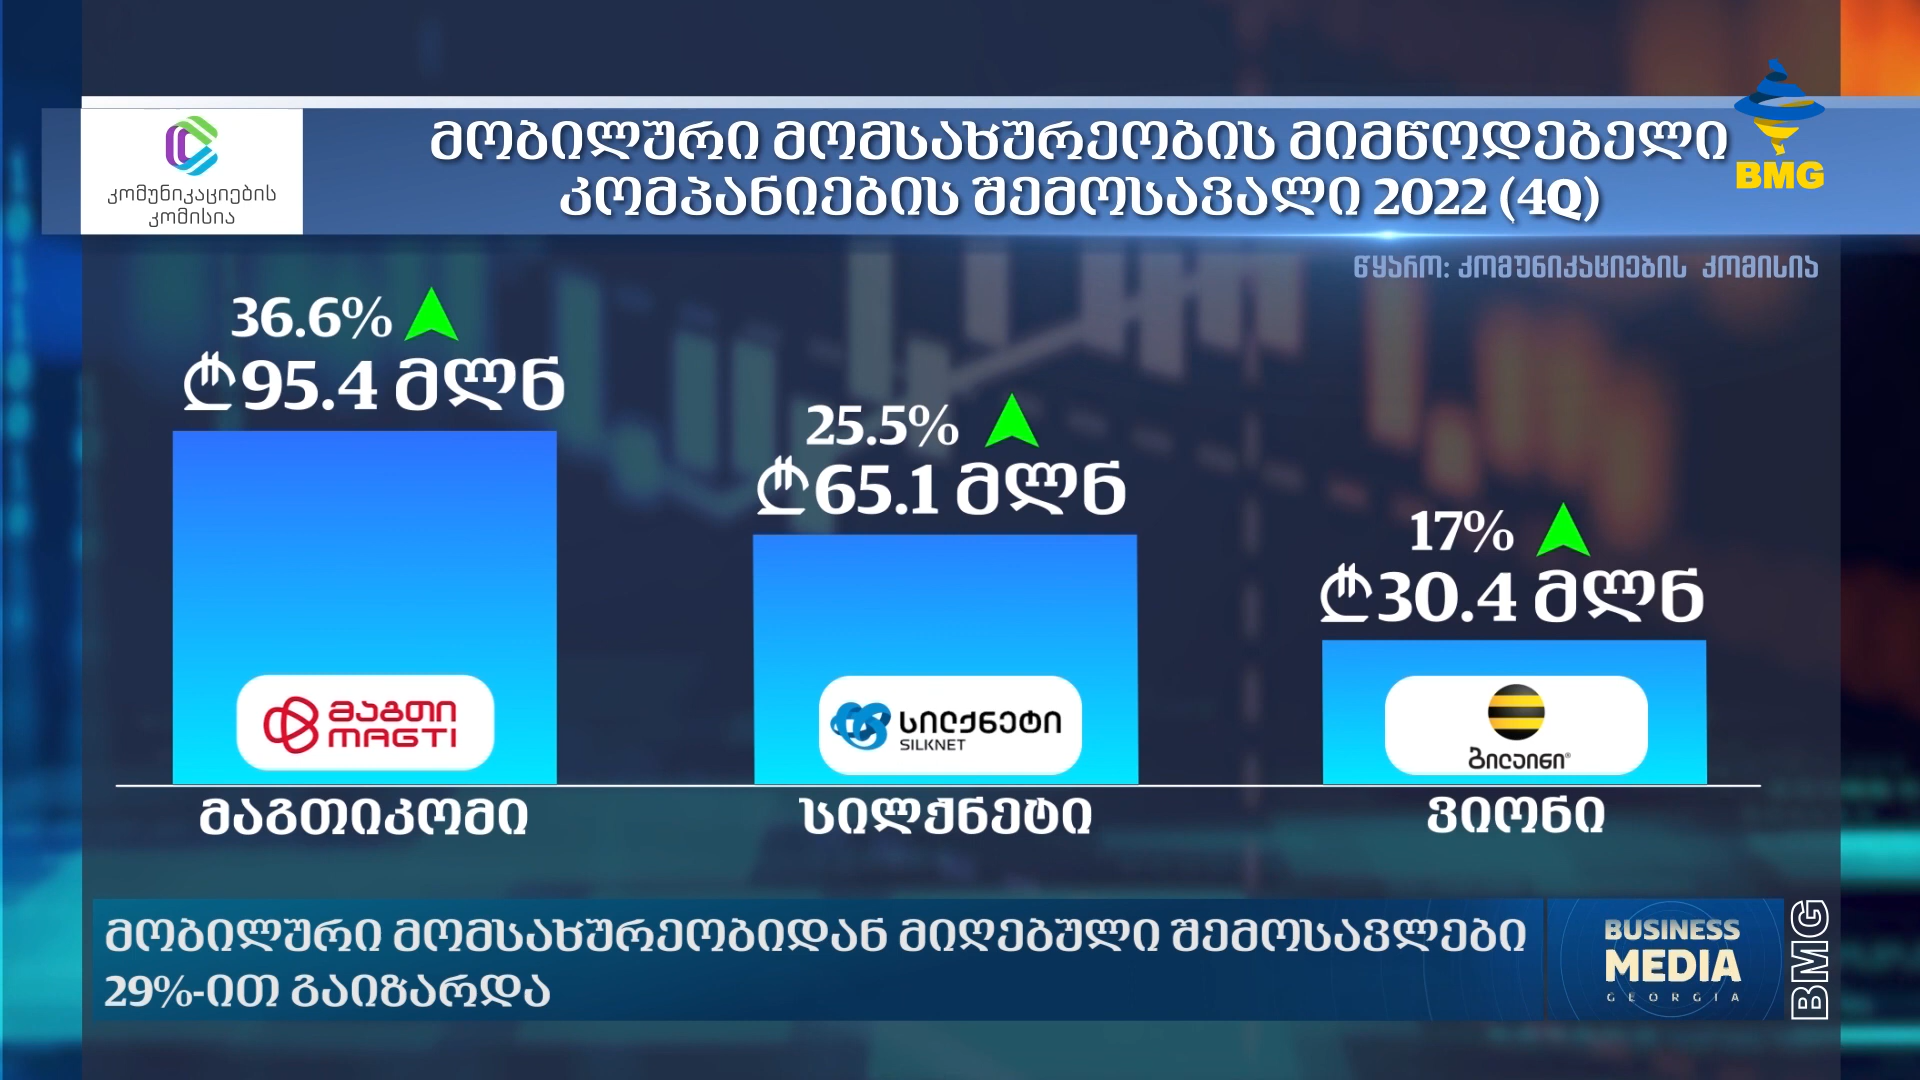 მობილური მომსახურეობის მიმწოდებელი
კომპანიების შემოსავალი 2022 (4Q)
BMG
კომუნიკაციების
კომისია
წყარო: კომუნიკაციების კომისია
36.6%
₾95.4 მლნ
25.5%
₾65.1 მლნ
17%
₾30.4 მლნ
მაგთი
MAGTI
სილქნეტი
SILKNET
ბილაინი®
მაგთიკომი
სილქნეტი
ვიონი
მობილური მომსახურეობიდან მიღებული შემოსავლები
29%-ით გაიზარდა
BUSINESS
MEDIA
GEORGIA
BMG